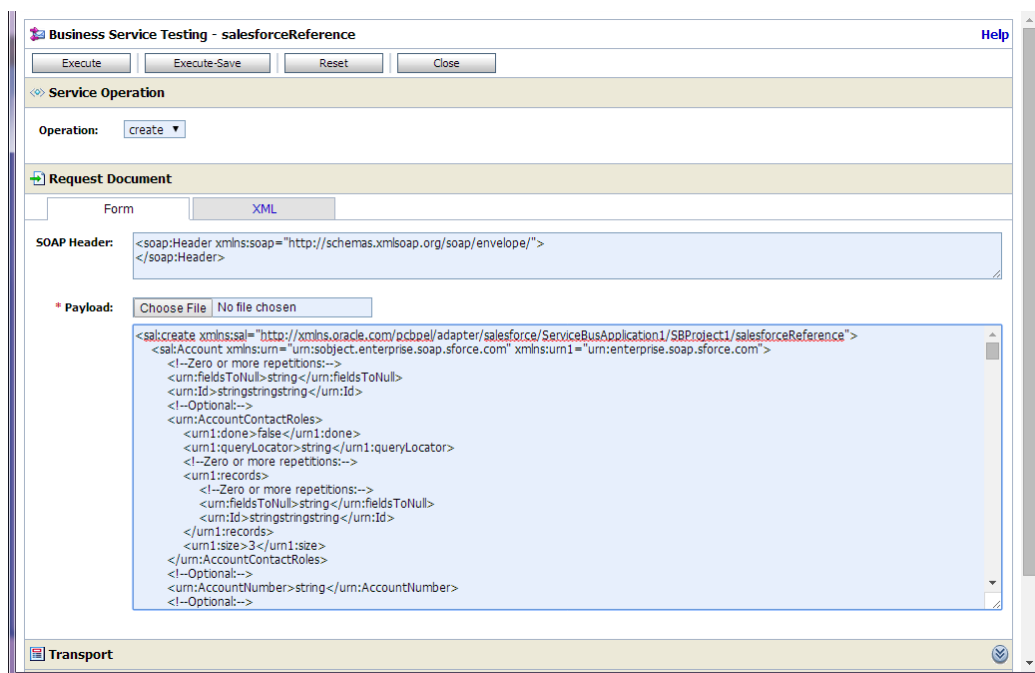 Business Service Testing - salesforceReference Help
Execute Execute-Save Reset Close
Service Operation
Operation: create
Request Document
Form XML
SOAP Header: <soap:Header xmlns:soap="http://schemas.xmlsoap.org/soap/envelope/">
</soap:Header>
* Payload: Choose File No file chosen
<sal:create xmlns:sal="http://xmlns.oracle.com/pcbpel/adapter/salesforce/ServiceBusApplication1/SBProject1/salesforceReference">
<sal:Account xmlns:urn="urn:sobject.enterprise.soap.sforce.com" xmlns:urn1="urn:enterprise.soap.sforce.com">
<!--Zero or more repetitions:-->
<urn:fieldsToNull>string</urn:fieldsToNull>
<urn:Id>stringstringstring</urn:Id>
<!--Optional:-->
<urn:AccountContactRoles>
<urn1:done>false</urn1:done>
<urn1:queryLocator>string</urn1:queryLocator>
<!--Zero or more repetitions:-->
<urn1:records>
<!--Zero or more repetitions:-->
<urn:fieldsToNull>string</urn:fieldsToNull>
<urn:Id>stringstringstring</urn:Id>
</urn1:records>
<urn1:size>3</urn1:size>
</urn:AccountContactRoles>
<!--Optional:-->
<urn:AccountNumber>string</urn:AccountNumber>
<!--Optional:-->
Transport